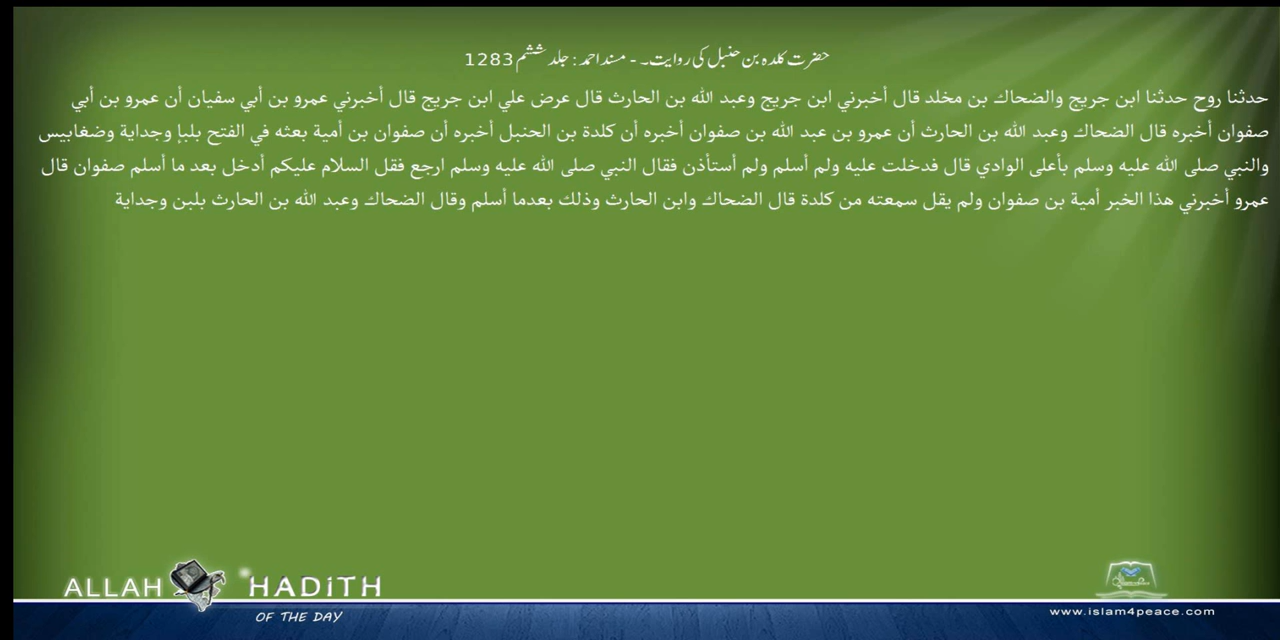 حضرت کلدہ بن حنبل کی روایت۔ - مسند احمد : جلد ششم 1283
حدثنا روح حدثنا ابن جريج والضحاك بن مخلد قال أخبرني ابن جريج وعبد الله بن الحارث قال عرض علي ابن جريج قال أخبرني عمرو بن أبي سفيان أن عمرو بن أبي
صفوان أخبره قال الضحاك وعبد الله بن الحارث أن عمرو بن عبد الله بن صفوان أخبره أن كلدة بن الحنبل أخبره أن صفوان بن أمية بعثه في الفتح بلبإ وجداية وضغابيس
والنبي صلى الله عليه وسلم بأعلى الوادي قال فدخلت عليه ولم أسلم ولم أستأذن فقال النبي صلى الله عليه وسلم ارجع فقل السلام عليكم أدخل بعد ما أسلم صفوان قال
عمرو أخبرني هذا الخبر أمية بن صفوان ولم يقل سمعته من كلدة قال الضحاك وابن الحارث وذلك بعدما أسلم وقال الضحاك وعبد الله بن الحارث بلبن وجداية
ALLAH HADITH
OF THE DAY
www.islam4peace.com